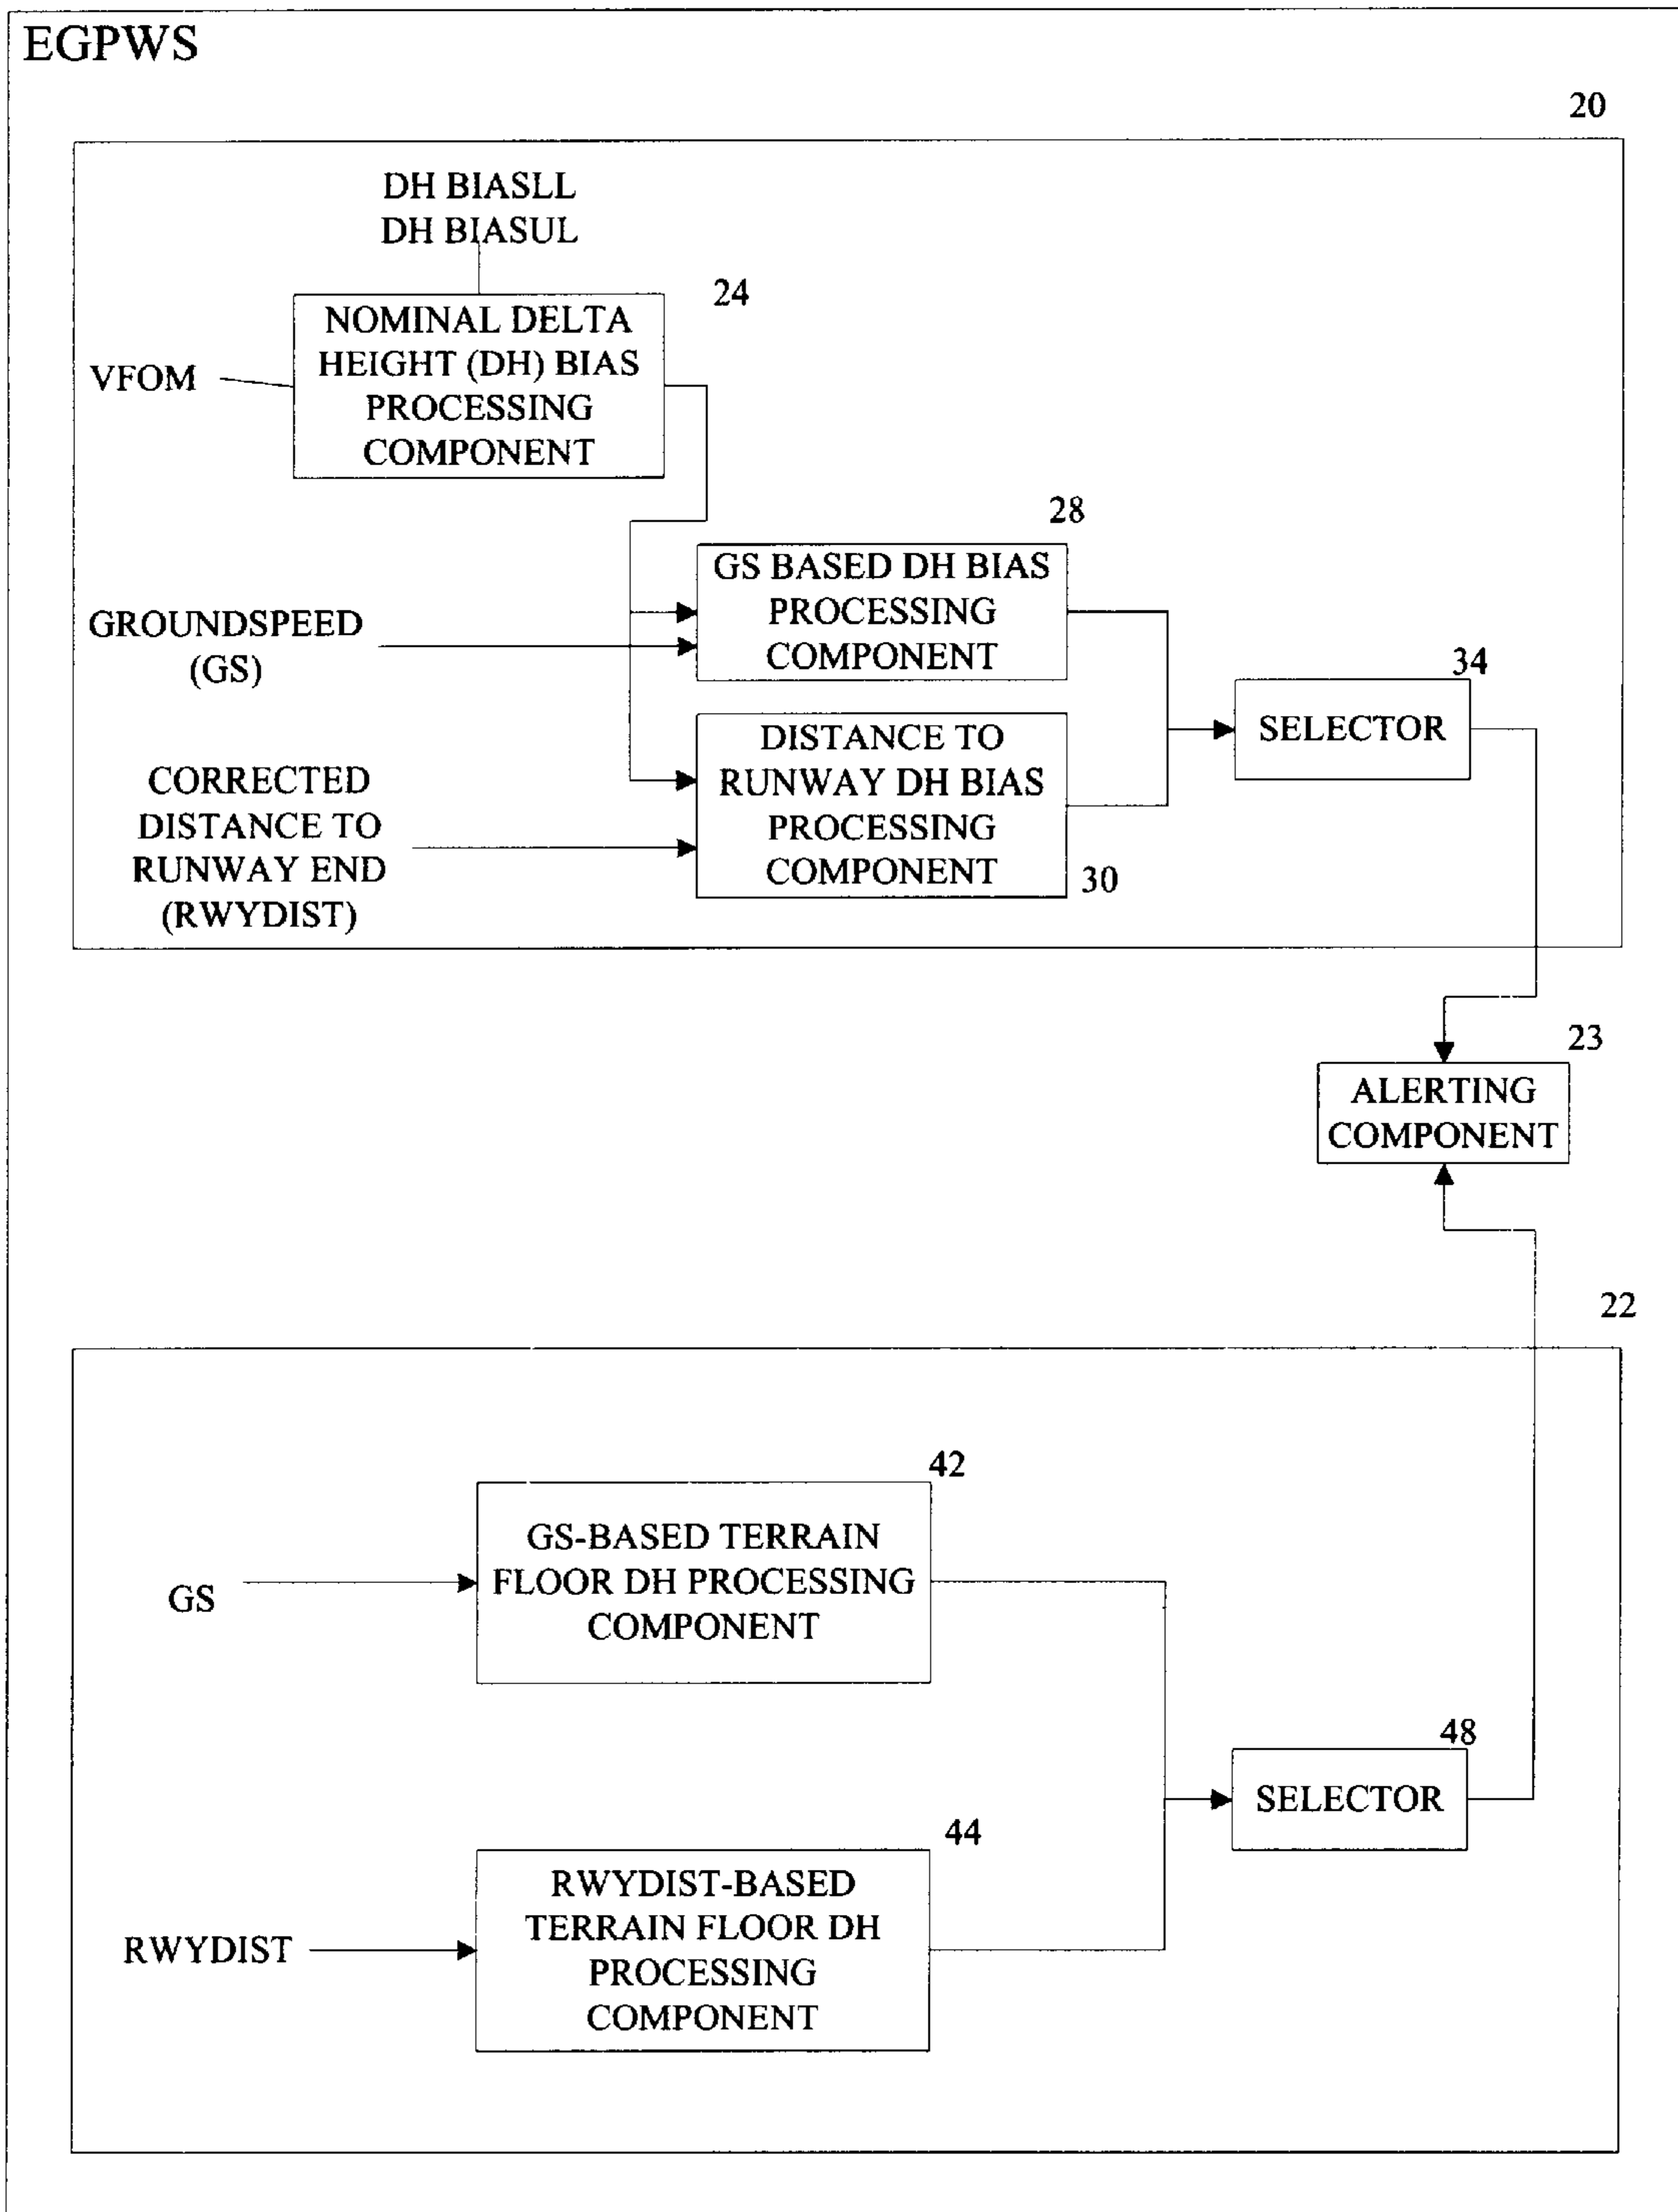 EGPWS
20
DH BIASLL
DH BIASUL
24
NOMINAL DELTA
HEIGHT (DH) BIAS
PROCESSING
COMPONENT
VFOM
28
GS BASED DH BIAS
PROCESSING
COMPONENT
GROUNDSPEED
(GS)
34
SELECTOR
DISTANCE TO
RUNWAY DH BIAS
PROCESSING
COMPONENT
30
CORRECTED
DISTANCE TO
RUNWAY END
(RWYDIST)
23
ALERTING
COMPONENT
22
42
GS-BASED TERRAIN
FLOOR DH PROCESSING
COMPONENT
GS
48
SELECTOR
44
RWYDIST-BASED
TERRAIN FLOOR DH
PROCESSING
COMPONENT
RWYDIST